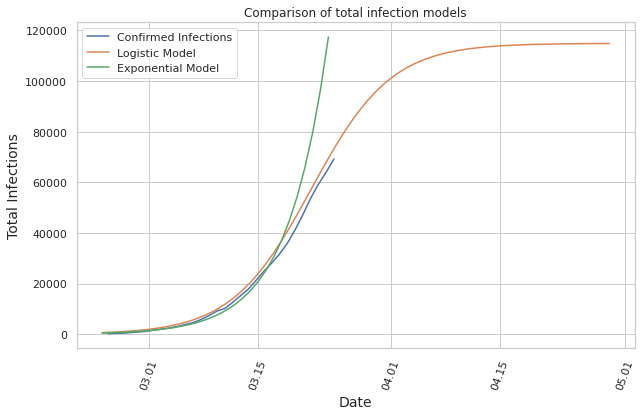 Comparison of total infection models
Confirmed Infections
Logistic Model
Exponential Model
Total Infections
120000
100000
80000
60000
40000
20000
0
03.01
03.15
04.01
04.15
05.01
Date